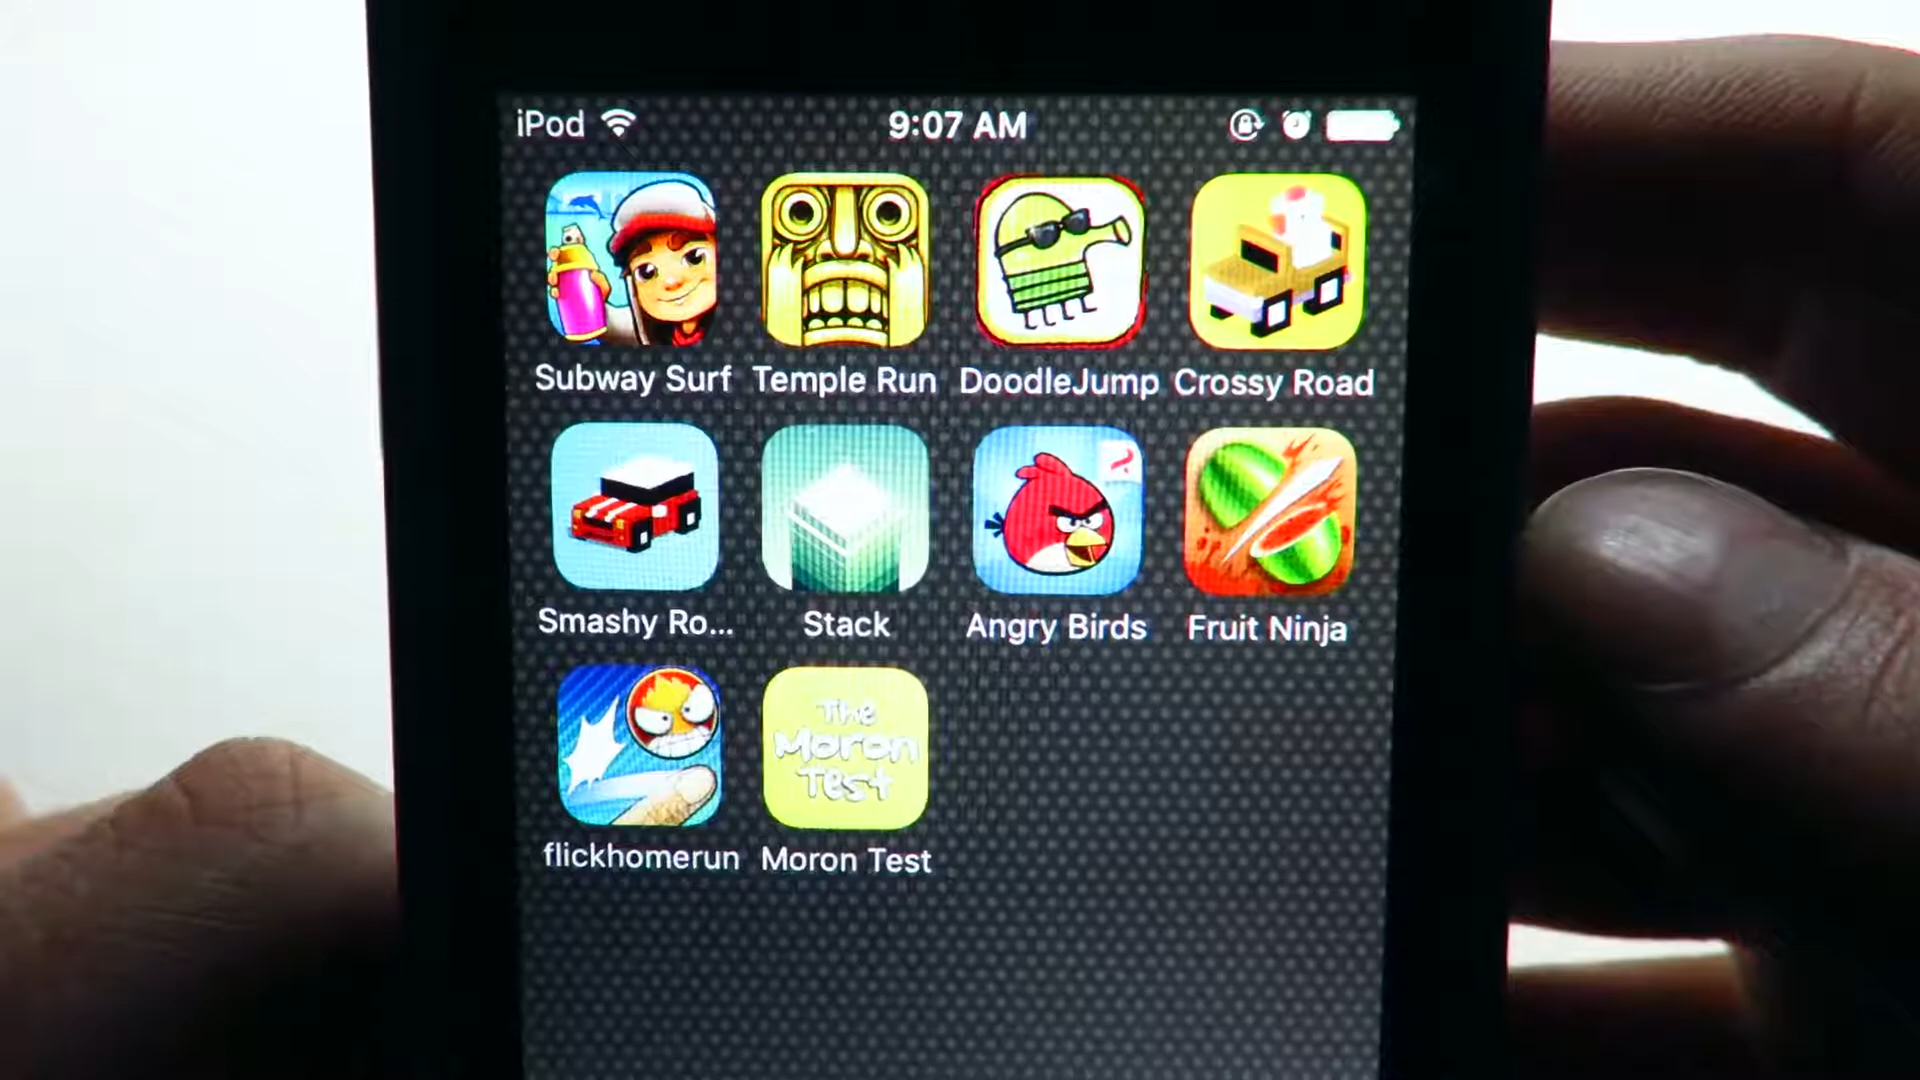 iPod 9:07 AM
Subway Surf Temple Run DoodleJump Crossy Road
Smashy Ro... Stack Angry Birds Fruit Ninja
The
Moron
Test
flickhomerun Moron Test